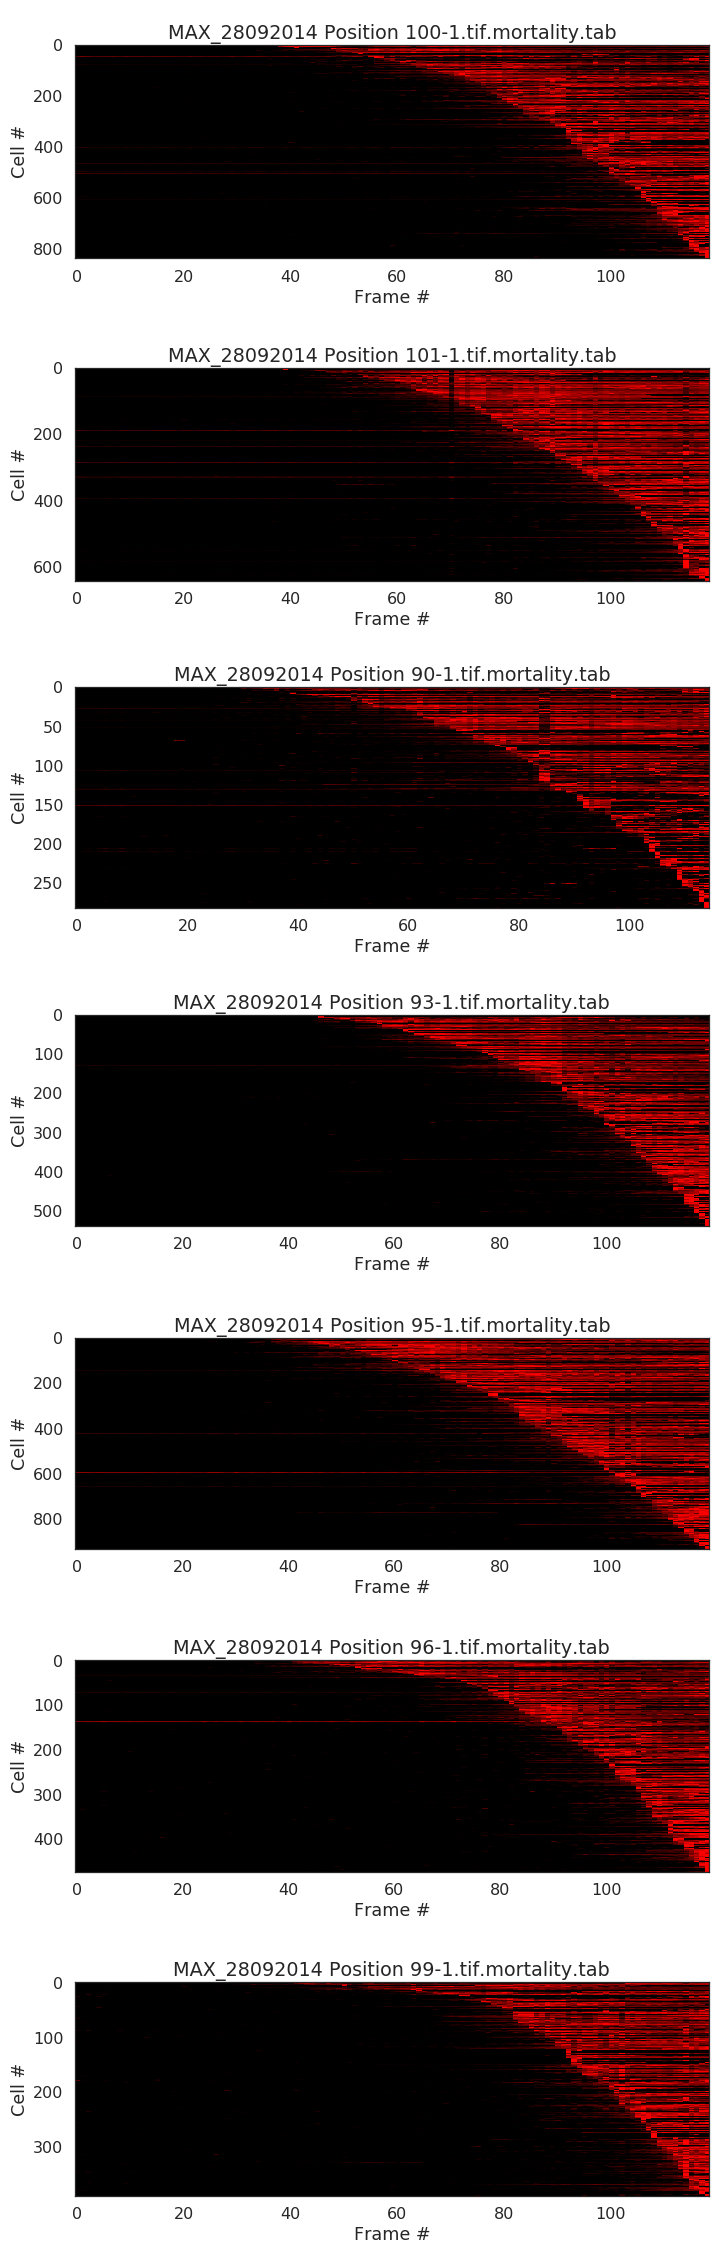 MAX_28092014 Position 100-1.tif.mortality.tab
0
200
400
600
800
Cell #
0 20 40 60 80 100
Frame #
MAX_28092014 Position 101-1.tif.mortality.tab
0
200
400
600
Cell #
0 20 40 60 80 100
Frame #
MAX_28092014 Position 90-1.tif.mortality.tab
0
50
100
150
200
250
Cell #
0 20 40 60 80 100
Frame #
MAX_28092014 Position 93-1.tif.mortality.tab
0
100
200
300
400
500
Cell #
0 20 40 60 80 100
Frame #
MAX_28092014 Position 95-1.tif.mortality.tab
0
200
400
600
800
Cell #
0 20 40 60 80 100
Frame #
MAX_28092014 Position 96-1.tif.mortality.tab
0
100
200
300
400
Cell #
0 20 40 60 80 100
Frame #
MAX_28092014 Position 99-1.tif.mortality.tab
0
100
200
300
Cell #
0 20 40 60 80 100
Frame #